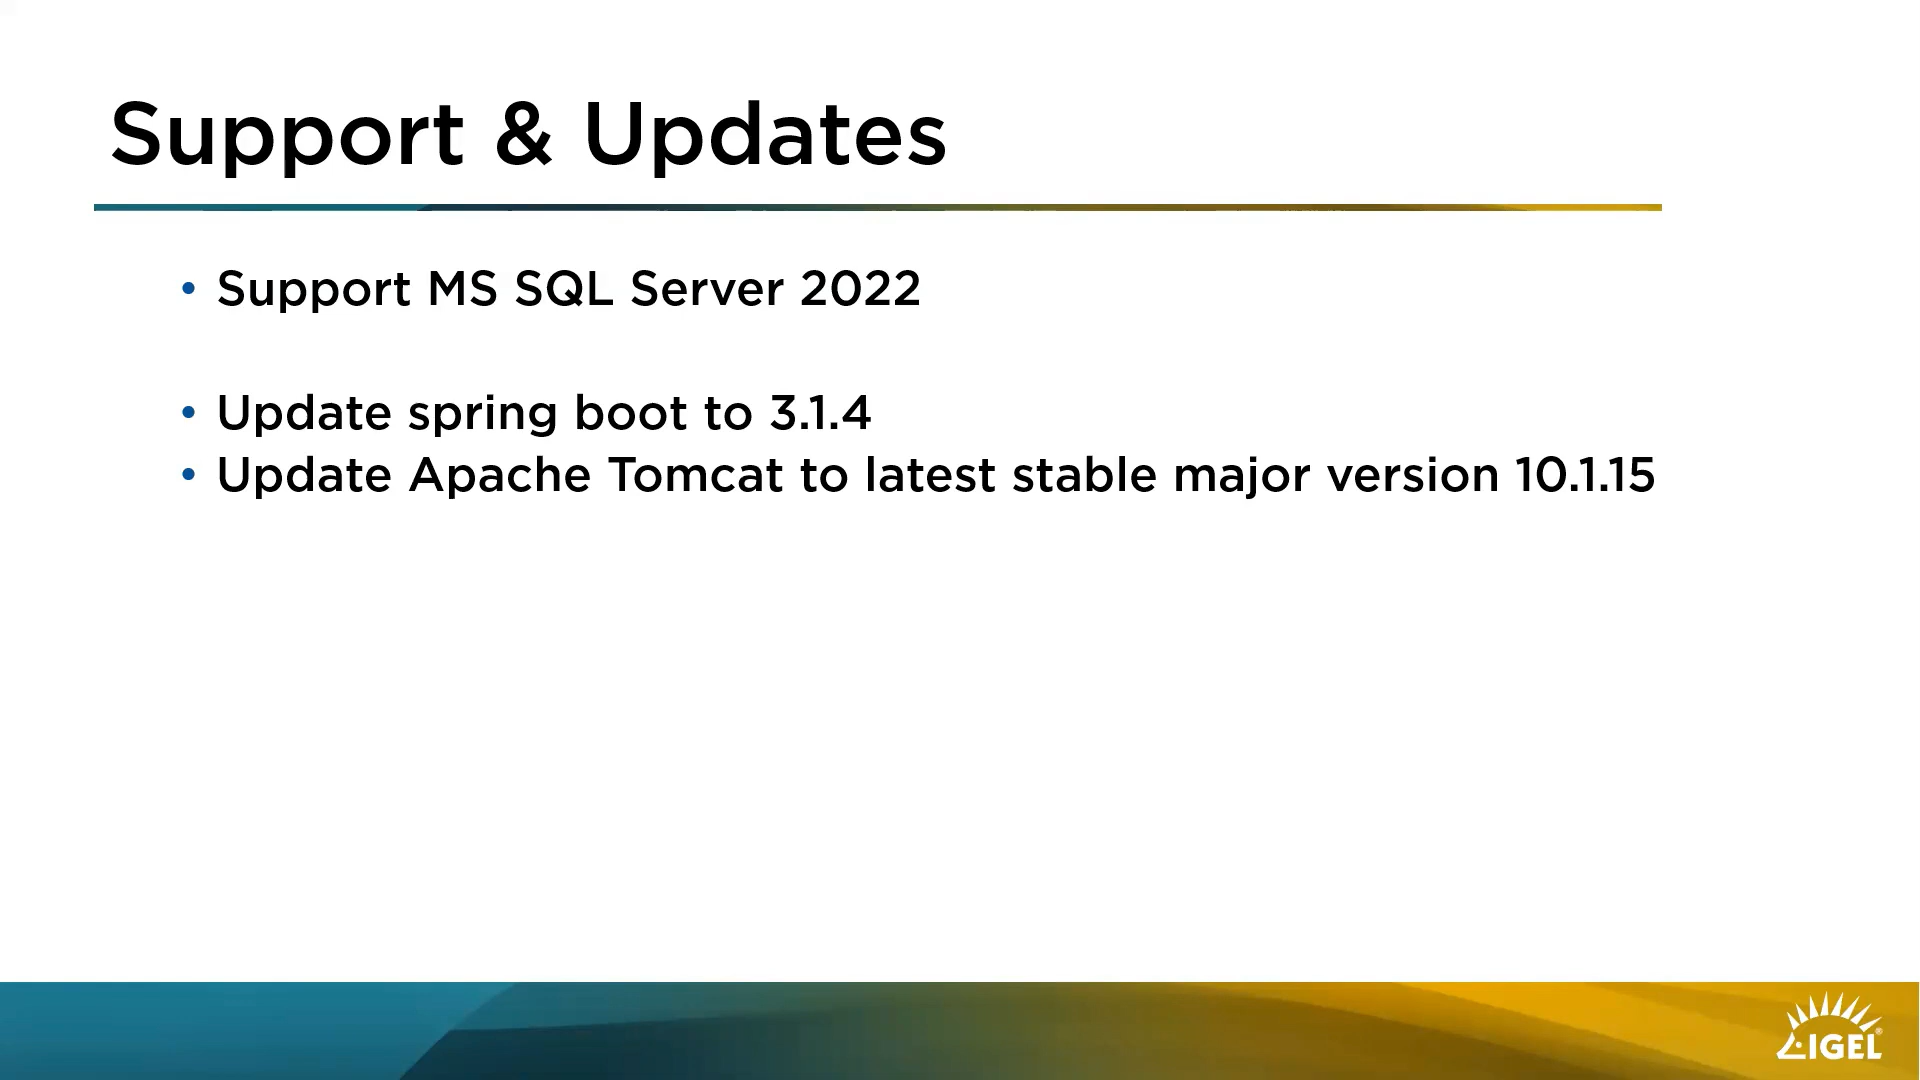 Support & Updates
• Support MS SQL Server 2022
• Update spring boot to 3.1.4
• Update Apache Tomcat to latest stable major version 10.1.15
IGEL®